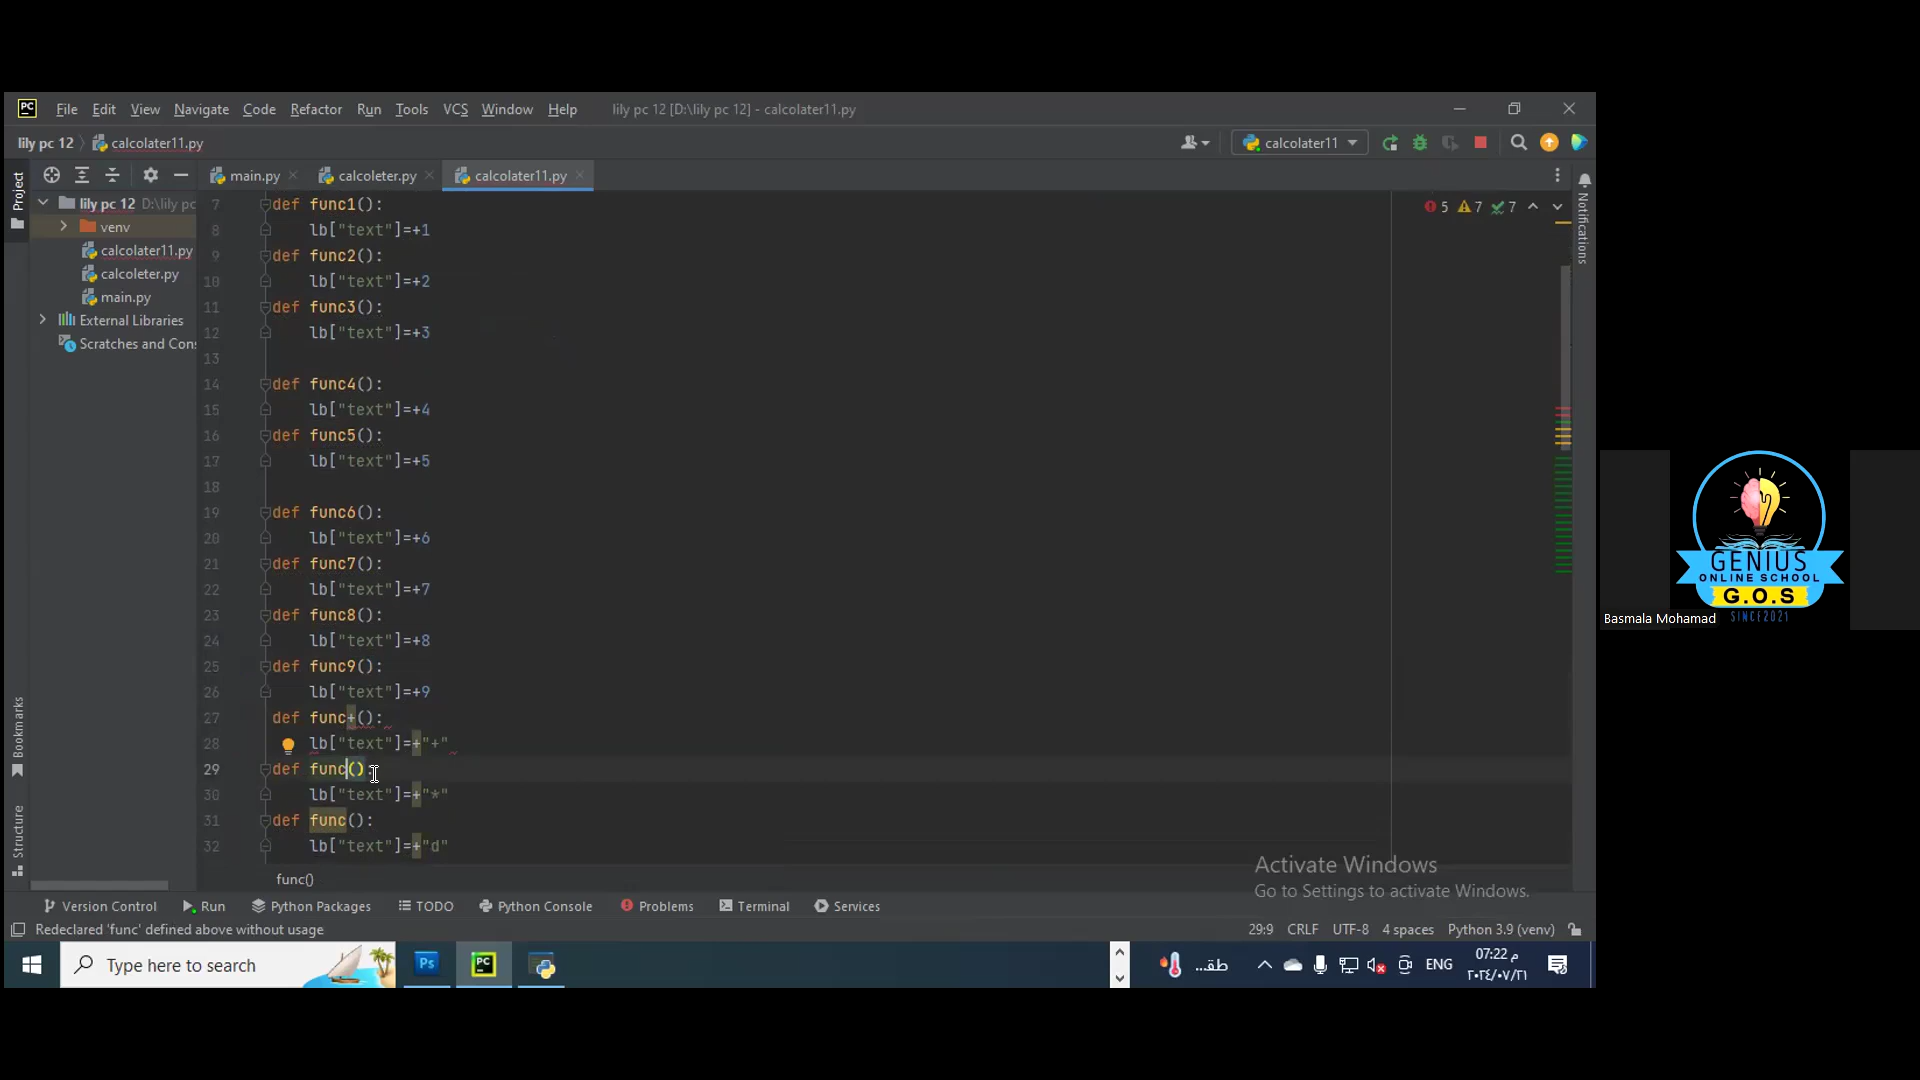 PC File Edit View Navigate Code Refactor Run Tools VCS Window Help lily pc 12 [D:\lily pc 12] - calcolater11.py
lily pc 12 calcolater11.py calcolater11
Project main.py calcoleter.py calcolater11.py
lily pc 12 D:\lily pc
venv
calcolater11.py
calcoleter.py
main.py
External Libraries
Scratches and Con
5 7 7
Notifications
7 def func1():
8 lb["text"]=+1
9 def func2():
10 lb["text"]=+2
11 def func3():
12 lb["text"]=+3
13
14 def func4():
15 lb["text"]=+4
16 def func5():
17 lb["text"]=+5
18
19 def func6():
20 lb["text"]=+6
21 def func7():
22 lb["text"]=+7
23 def func8():
24 lb["text"]=+8
25 def func9():
26 lb["text"]=+9
27 def func+():
28 lb["text"]=+"+"
29 def func():
30 lb["text"]=+"*"
31 def func():
32 lb["text"]=+"d"
func()
Bookmarks
Structure
Activate Windows
Go to Settings to activate Windows.
Version Control Run Python Packages TODO Python Console Problems Terminal Services
Redeclared 'func' defined above without usage 29:9 CRLF UTF-8 4 spaces Python 3.9 (venv)
Type here to search Ps PC طقـ... ENG 07:22 م
٢٠٢٤/٠٧/٢١
GENIUS
ONLINE SCHOOL
G.O.S
SINCE2021
Basmala Mohamad